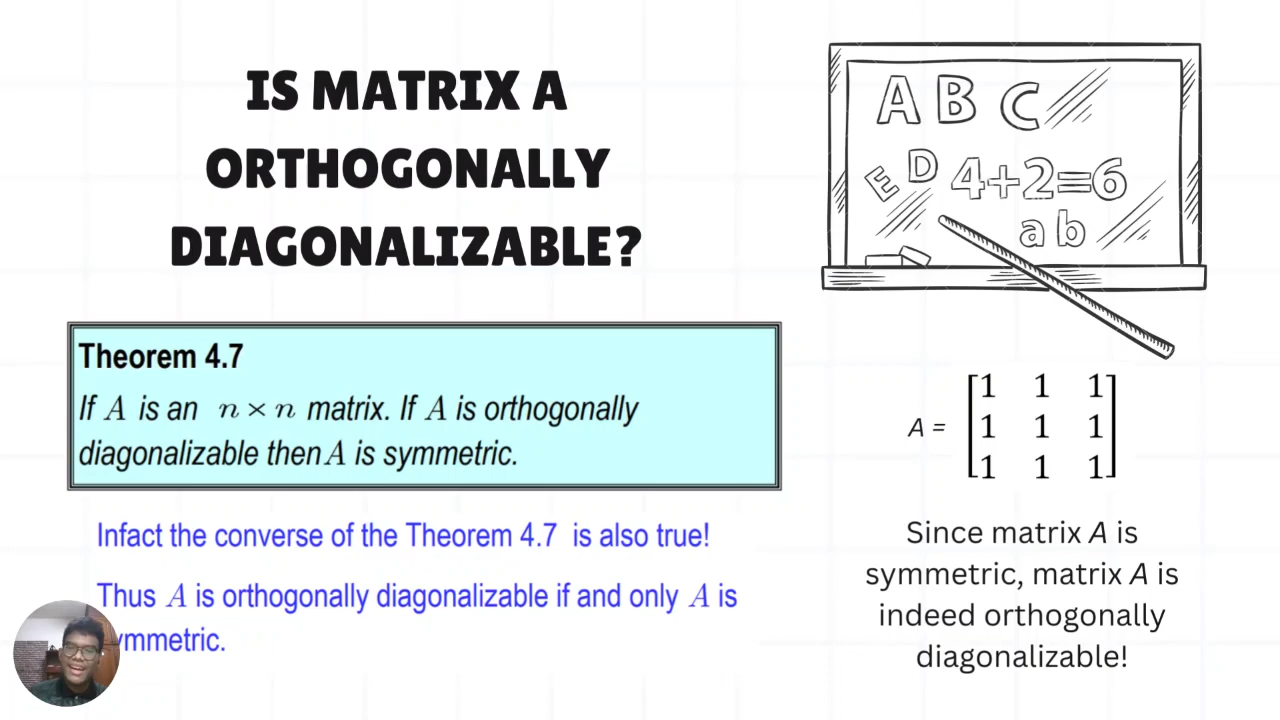 IS MATRIX A
ORTHOGONALLY
DIAGONALIZABLE?
Theorem 4.7
If A is an n × n matrix. If A is orthogonally
diagonalizable then A is symmetric.
Infact the converse of the Theorem 4.7 is also true!
Thus A is orthogonally diagonalizable if and only A is
ymmetric.
A B C
E D 4+2=6
a b
A = [1 1 1
1 1 1
1 1 1]
Since matrix A is
symmetric, matrix A is
indeed orthogonally
diagonalizable!